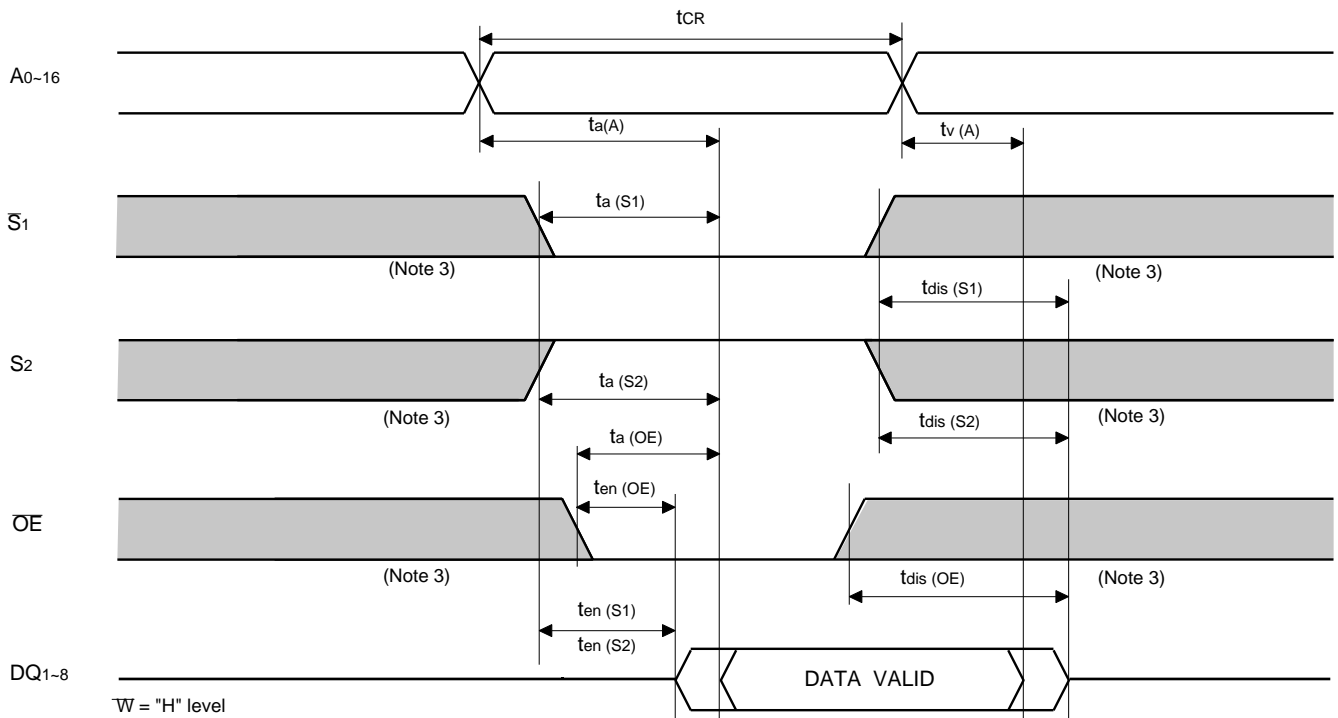 tCR
A0~16
ta(A)
tv (A)
S̅1
ta (S1)
(Note 3)
(Note 3)
tdis (S1)
S2
ta (S2)
(Note 3)
(Note 3)
tdis (S2)
ta (OE)
ten (OE)
O̅E̅
(Note 3)
(Note 3)
tdis (OE)
ten (S1)
ten (S2)
DQ1~8
DATA VALID
W̅ = "H" level